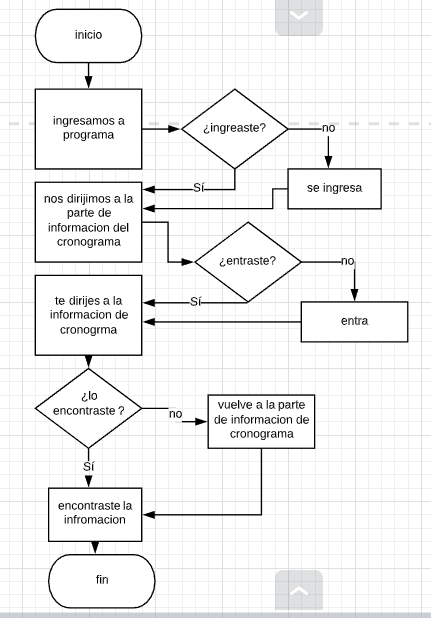 inicio
ingresamos a
programa
¿ingreaste?
no
se ingresa
Sí
nos dirijimos a la
parte de
informacion del
cronograma
¿entraste?
no
entra
Sí
te dirijes a la
informacion de
cronogrma
¿lo
encontraste ?
no
vuelve a la parte
de informacion de
cronograma
Sí
encontraste la
infromacion
fin